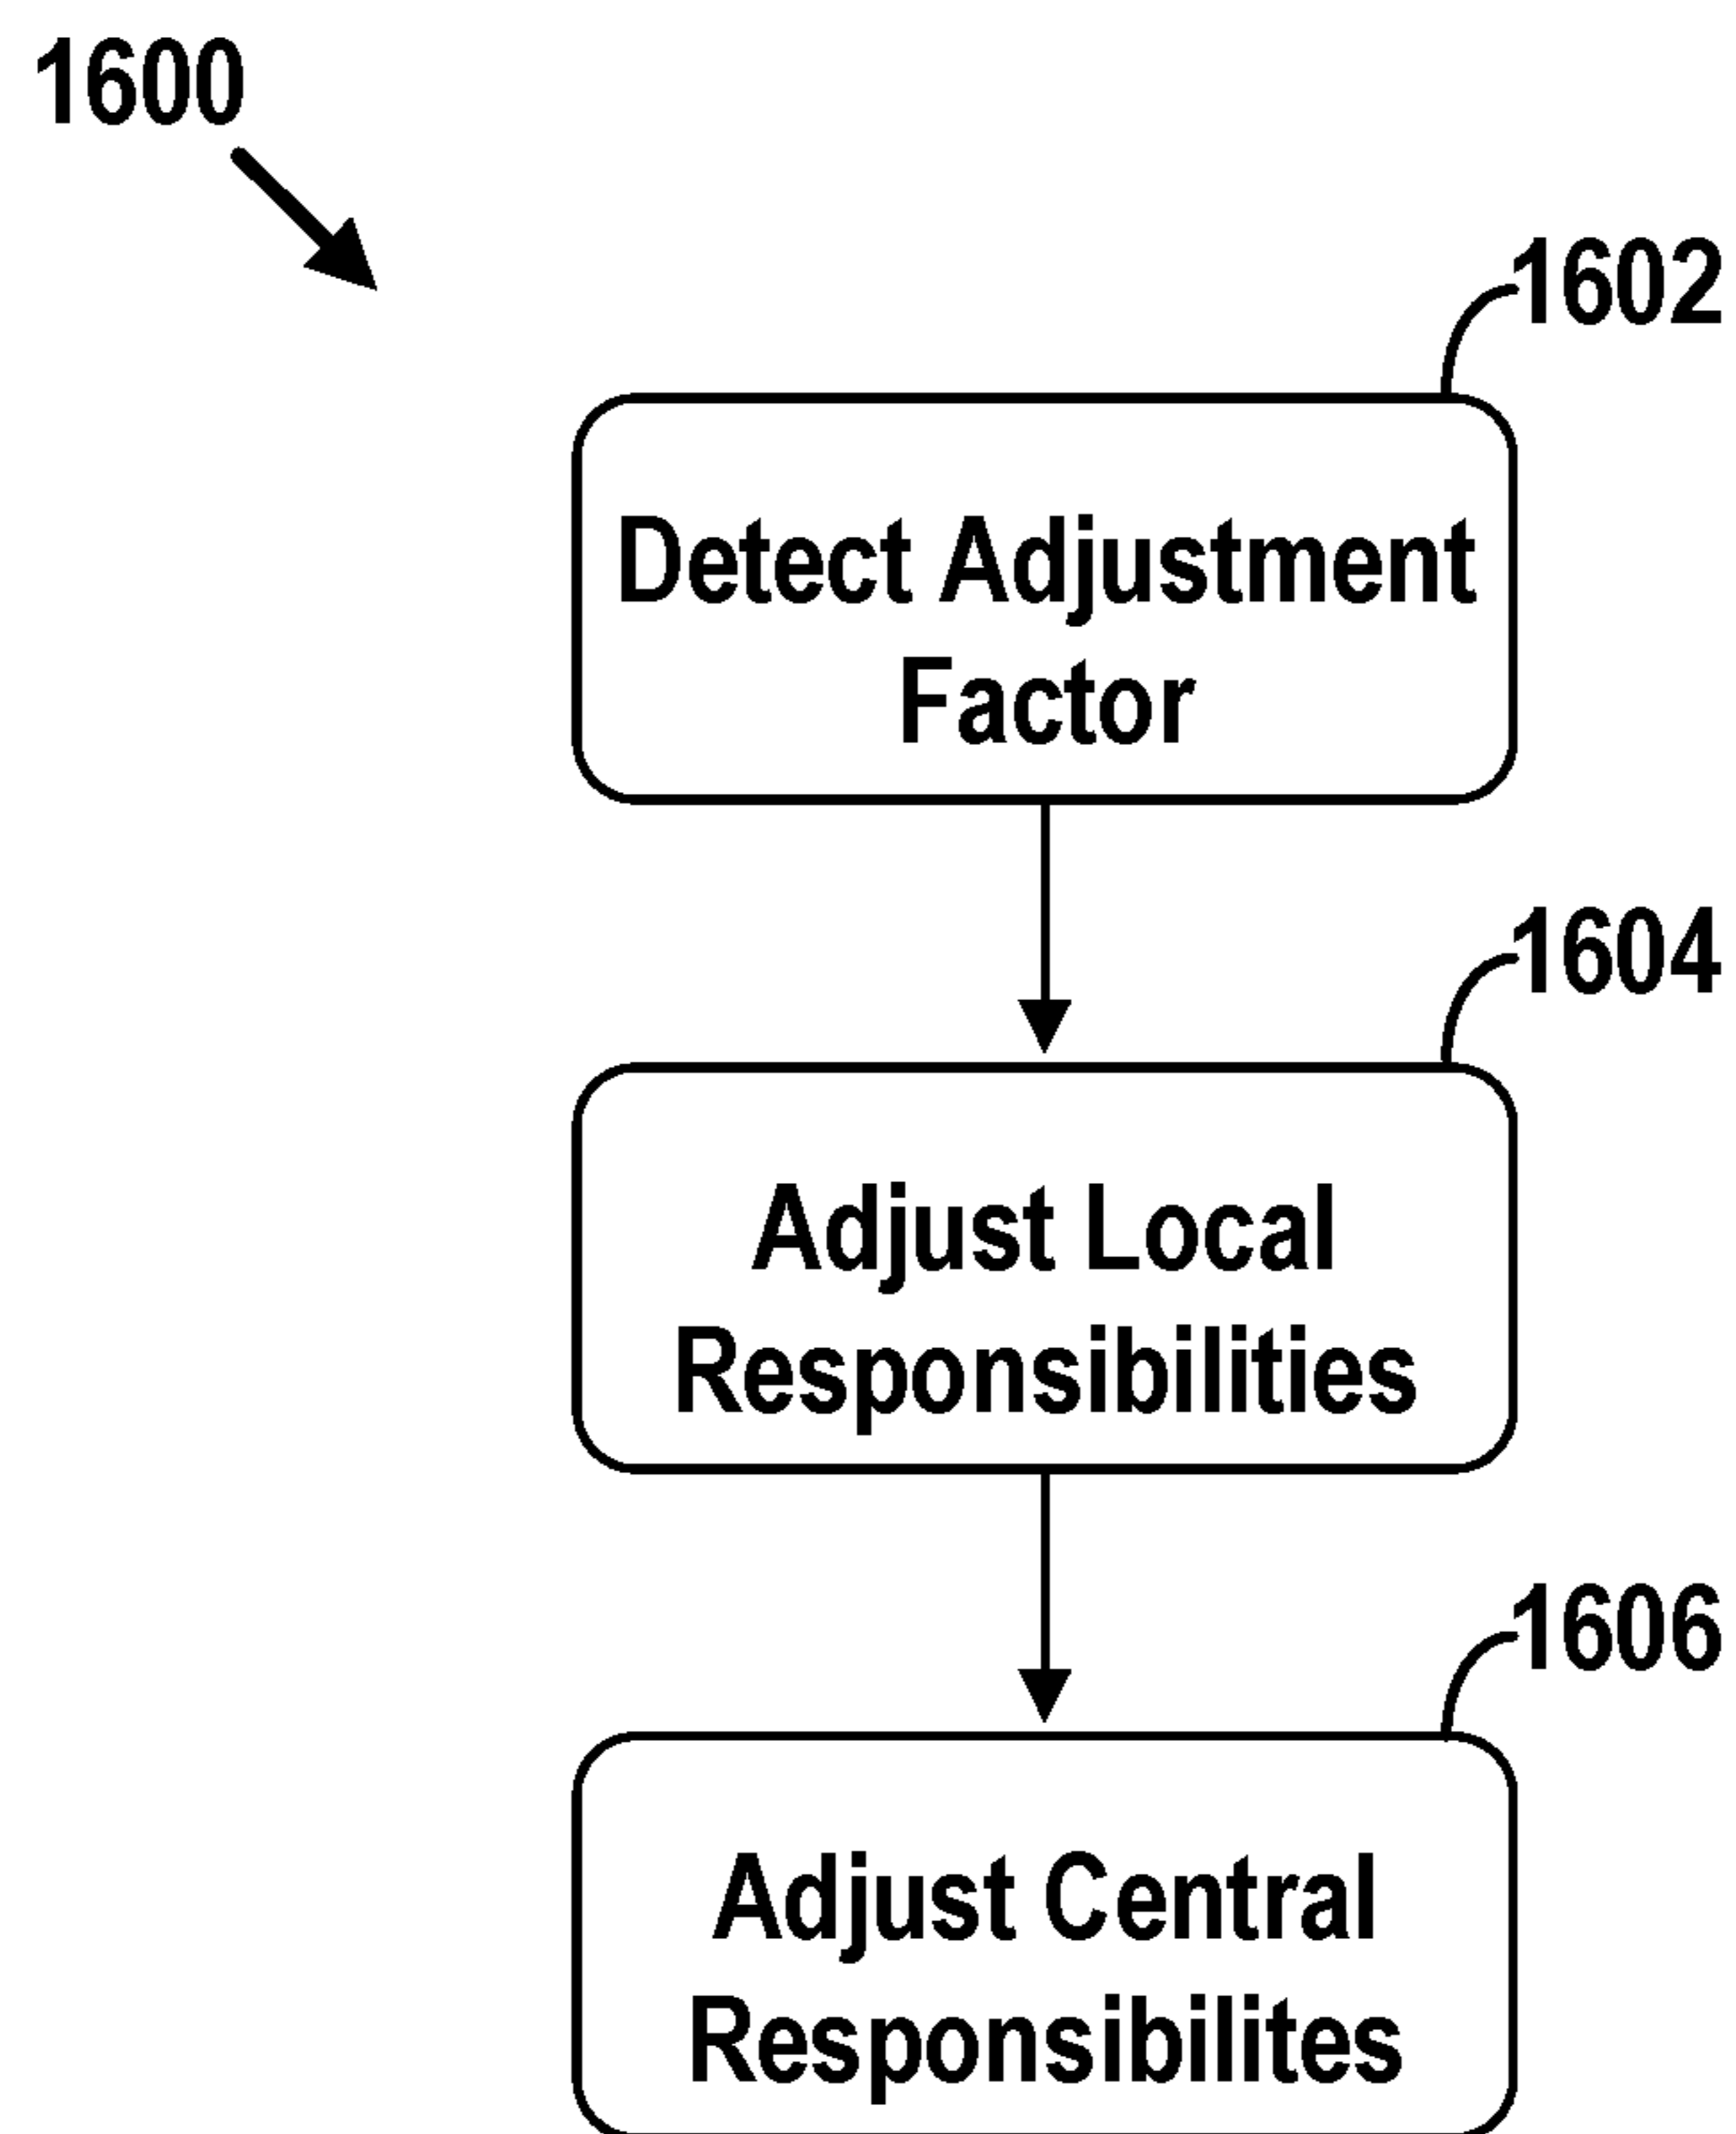 1600
1602
Detect Adjustment
Factor
1604
Adjust Local
Responsibilities
1606
Adjust Central
Responsibilites